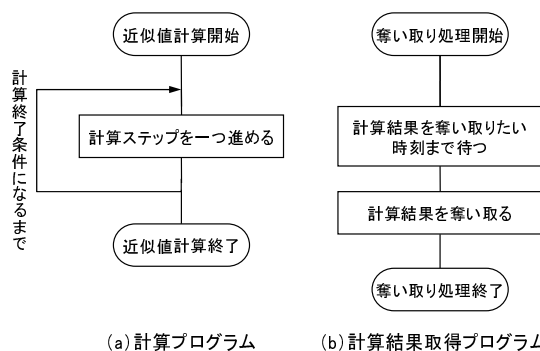 近似値計算開始
計算終了条件になるまで
計算ステップを一つ進める
近似値計算終了
(a)計算プログラム
奪い取り処理開始
計算結果を奪い取りたい
時刻まで待つ
計算結果を奪い取る
奪い取り処理終了
(b)計算結果取得プログラム